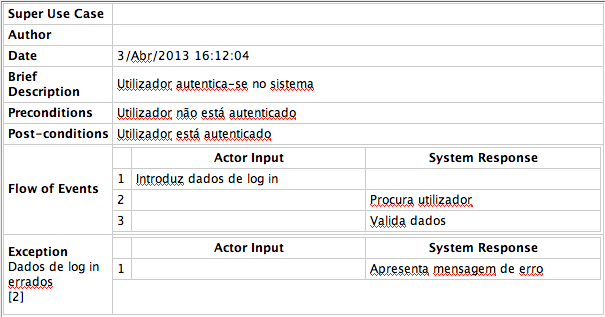 Super Use Case
Author
Date 3/Abr/2013 16:12:04
Brief
Description Utilizador autentica-se no sistema
Preconditions Utilizador não está autenticado
Post-conditions Utilizador está autenticado
Flow of Events
Actor Input System Response
1 Introduz dados de log in
2 Procura utilizador
3 Valida dados
Exception
Dados de log in
errados
[2]
Actor Input System Response
1 Apresenta mensagem de erro